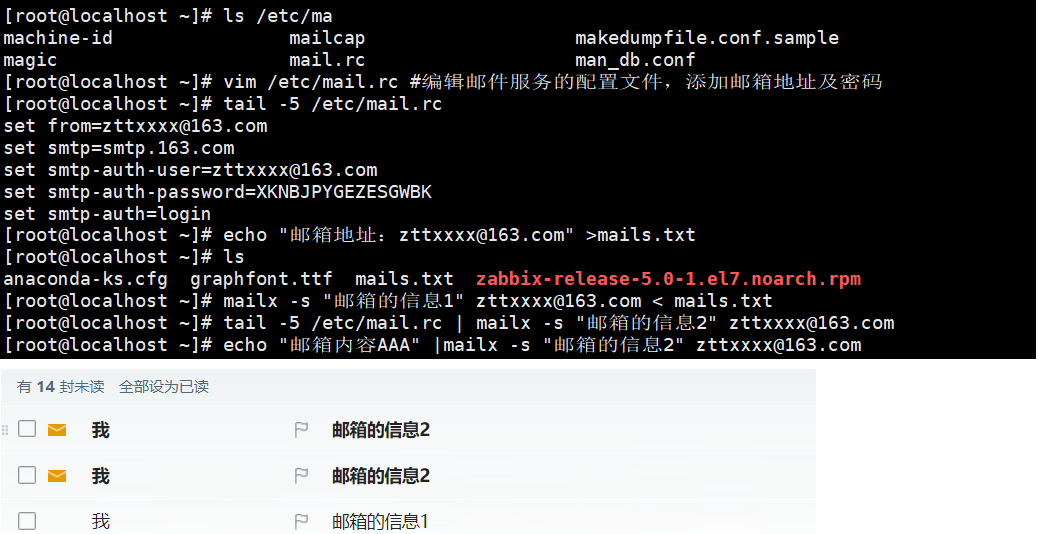 [root@localhost ~]# ls /etc/ma
machine-id mailcap makedumpfile.conf.sample
magic mail.rc man_db.conf
[root@localhost ~]# vim /etc/mail.rc #编辑邮件服务的配置文件，添加邮箱地址及密码
[root@localhost ~]# tail -5 /etc/mail.rc
set from=zttxxxx@163.com
set smtp=smtp.163.com
set smtp-auth-user=zttxxxx@163.com
set smtp-auth-password=XKNBJPYGEZESGWBK
set smtp-auth=login
[root@localhost ~]# echo "邮箱地址：zttxxxx@163.com" >mails.txt
[root@localhost ~]# ls
anaconda-ks.cfg graphfont.ttf mails.txt zabbix-release-5.0-1.el7.noarch.rpm
[root@localhost ~]# mailx -s "邮箱的信息1" zttxxxx@163.com < mails.txt
[root@localhost ~]# tail -5 /etc/mail.rc | mailx -s "邮箱的信息2" zttxxxx@163.com
[root@localhost ~]# echo "邮箱内容AAA" |mailx -s "邮箱的信息2" zttxxxx@163.com
有 14 封未读 全部设为已读
我 邮箱的信息2
我 邮箱的信息2
我 邮箱的信息1